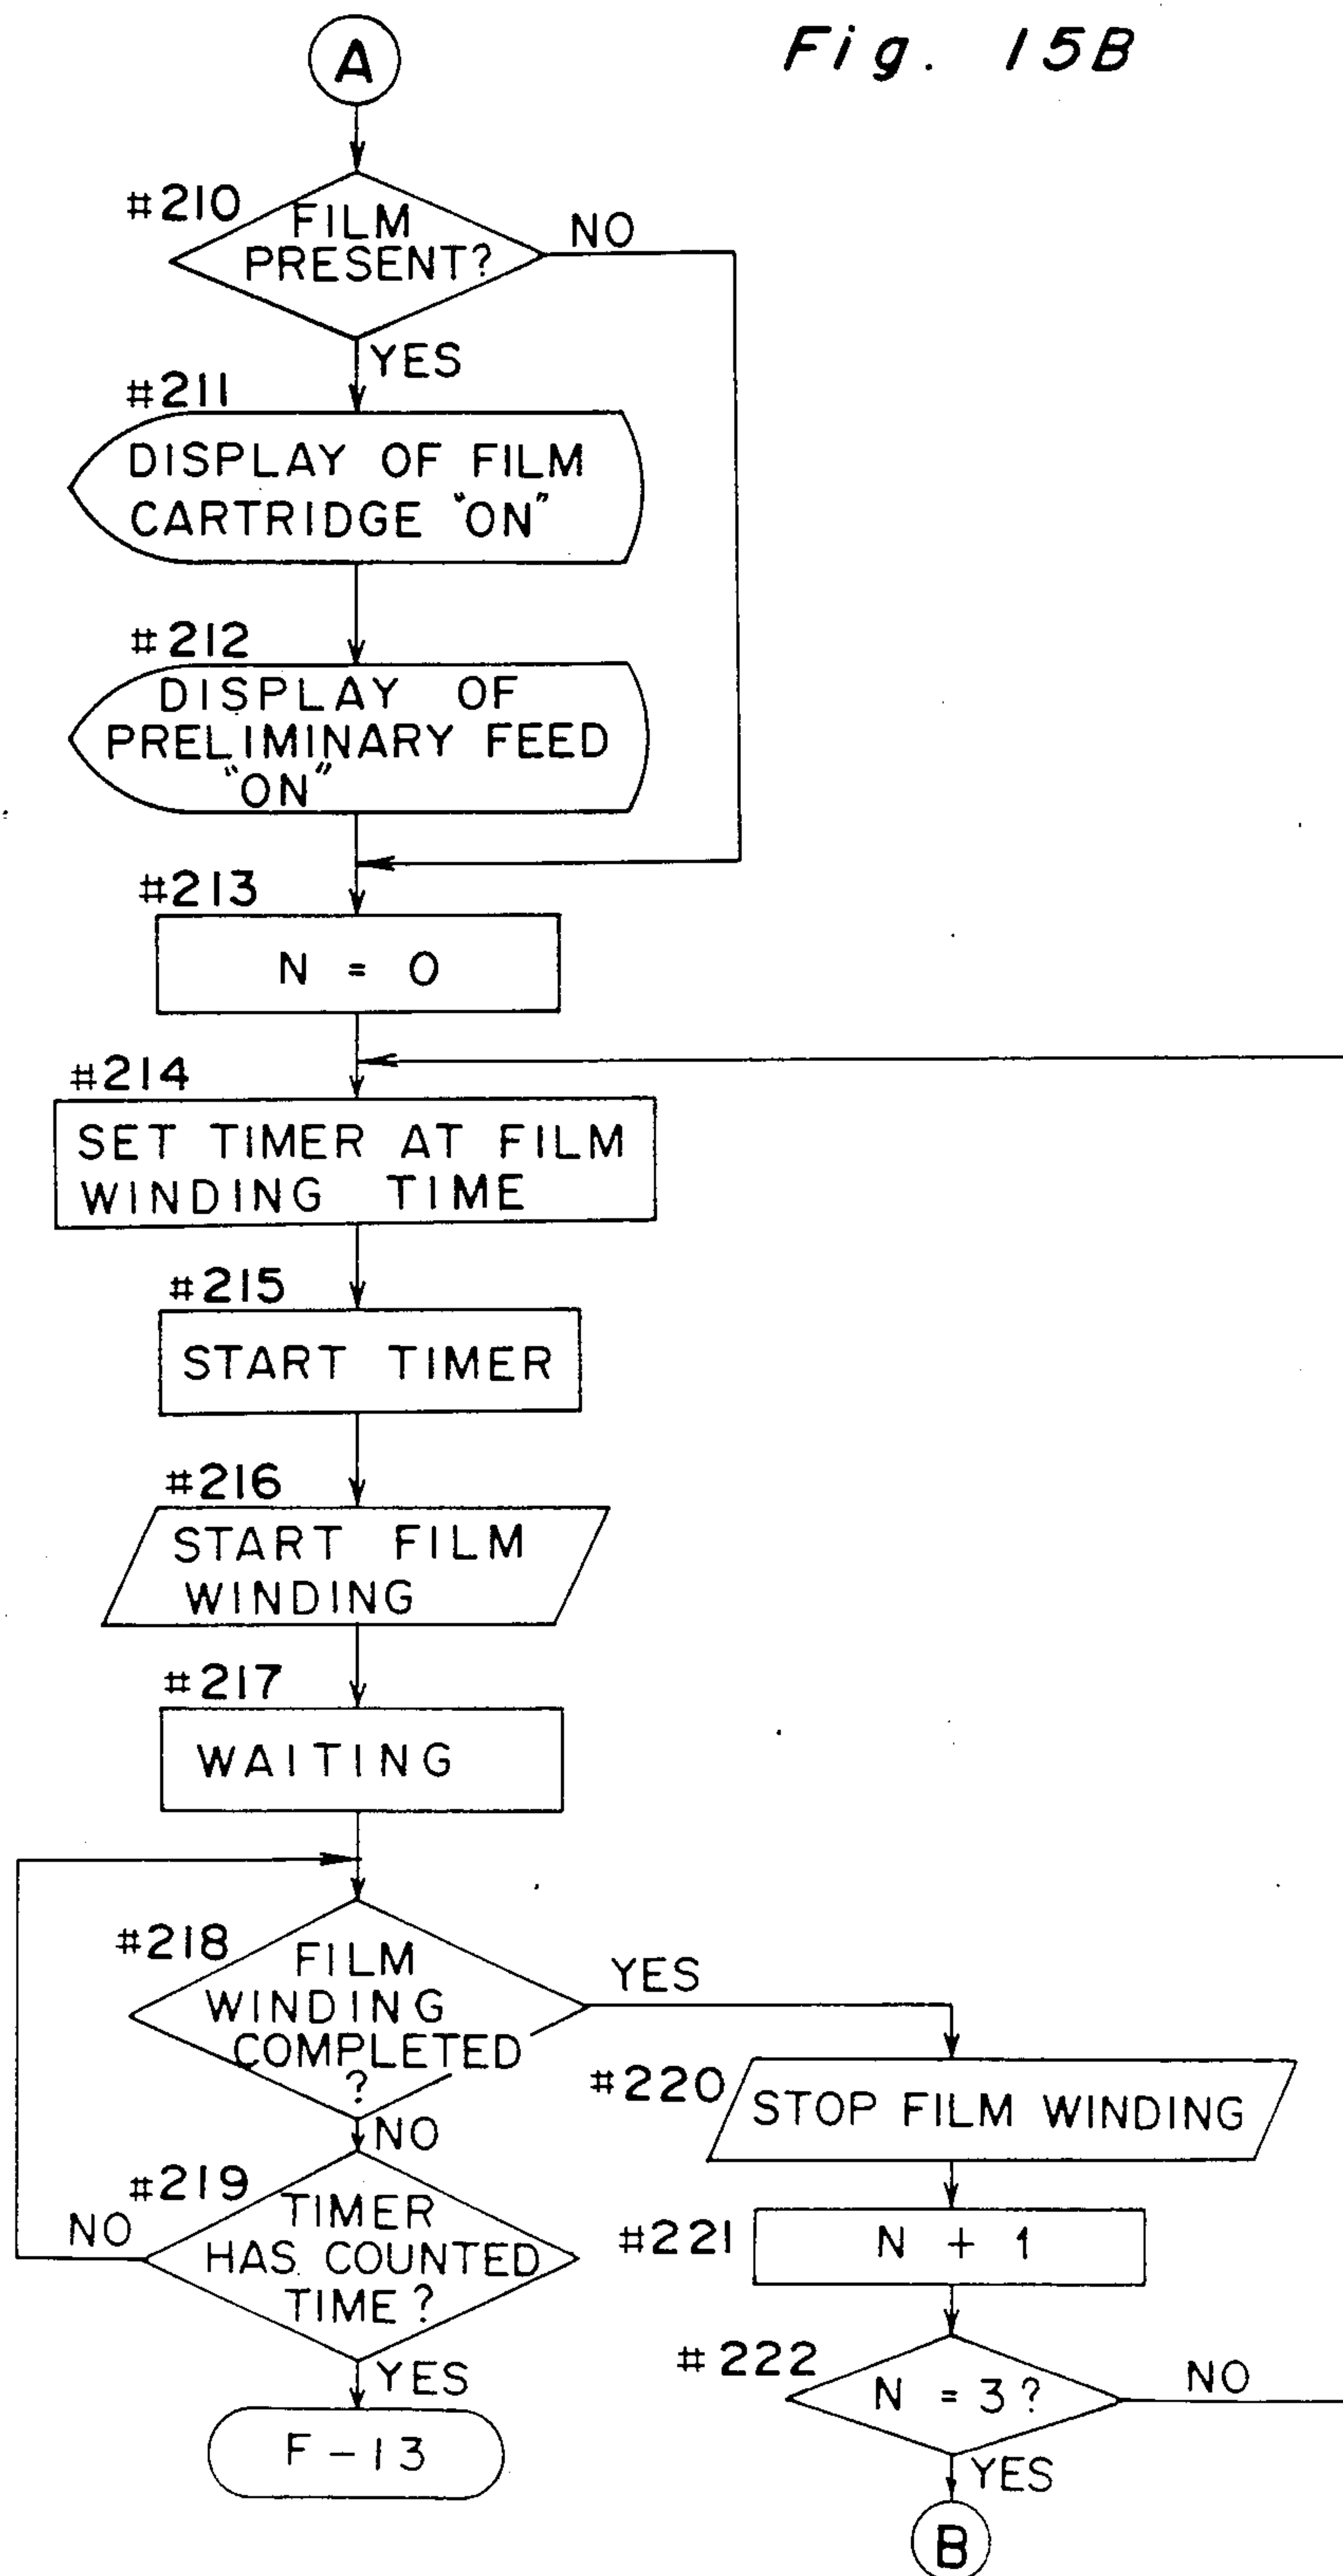 Fig. 15B
A
#210
FILM
PRESENT?
NO
YES
#211
DISPLAY OF FILM
CARTRIDGE "ON"
#212
DISPLAY OF
PRELIMINARY FEED
"ON"
#213
N = 0
#214
SET TIMER AT FILM
WINDING TIME
#215
START TIMER
#216
START FILM
WINDING
#217
WAITING
#218
FILM
WINDING
COMPLETED
?
YES
NO
#219
TIMER
HAS COUNTED
TIME?
NO
YES
F-13
#220
STOP FILM WINDING
#221
N + 1
#222
N = 3?
NO
YES
B